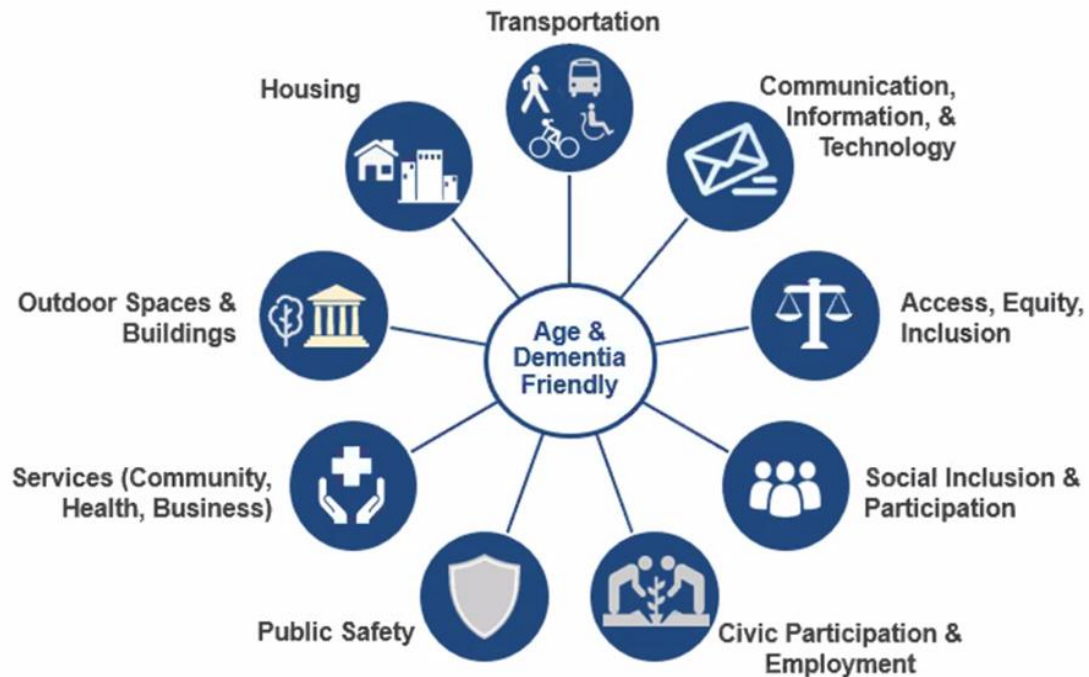 Transportation
Housing
Communication,
Information, &
Technology
Outdoor Spaces &
Buildings
Access, Equity,
Inclusion
Age &
Dementia
Friendly
Services (Community,
Health, Business)
Social Inclusion &
Participation
Public Safety
Civic Participation &
Employment